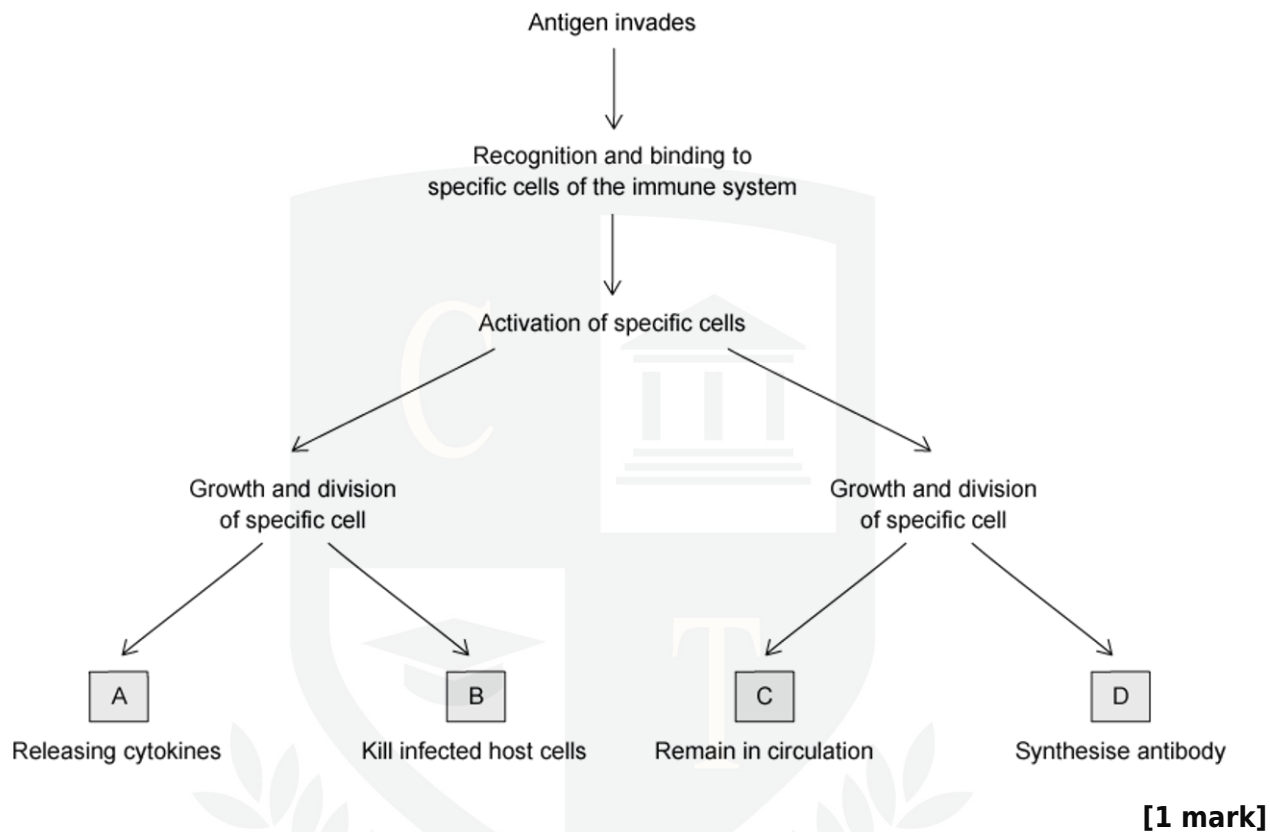 Antigen invades
Recognition and binding to
specific cells of the immune system
Activation of specific cells
Growth and division
of specific cell
Growth and division
of specific cell
A
B
C
D
Releasing cytokines
Kill infected host cells
Remain in circulation
Synthesise antibody
[1 mark]
C
T